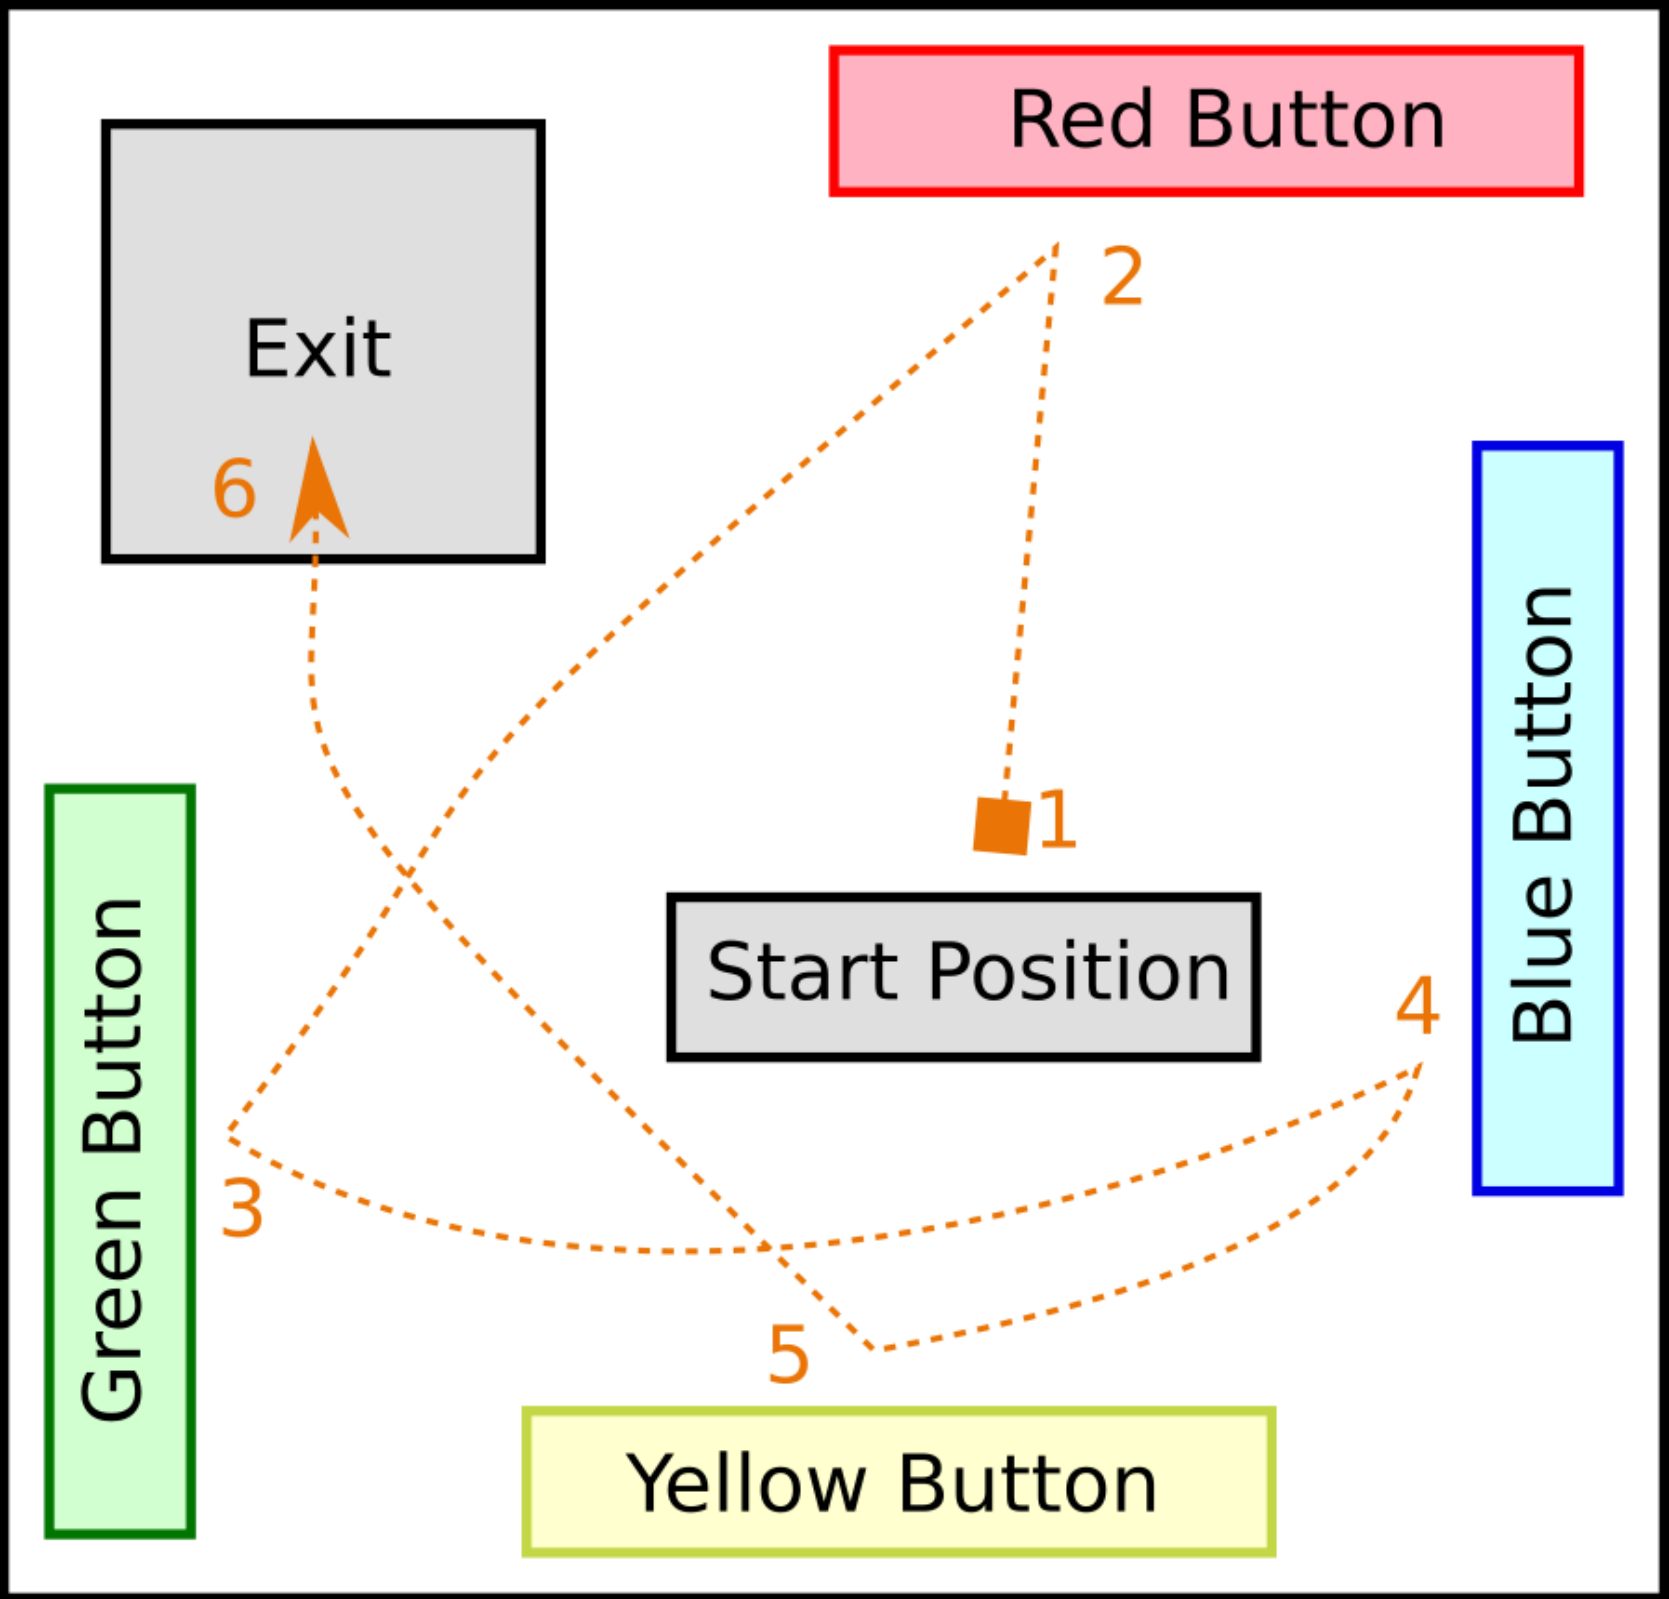 Red Button
2
Exit
6
1
Blue Button
Start Position
4
Green Button
3
5
Yellow Button